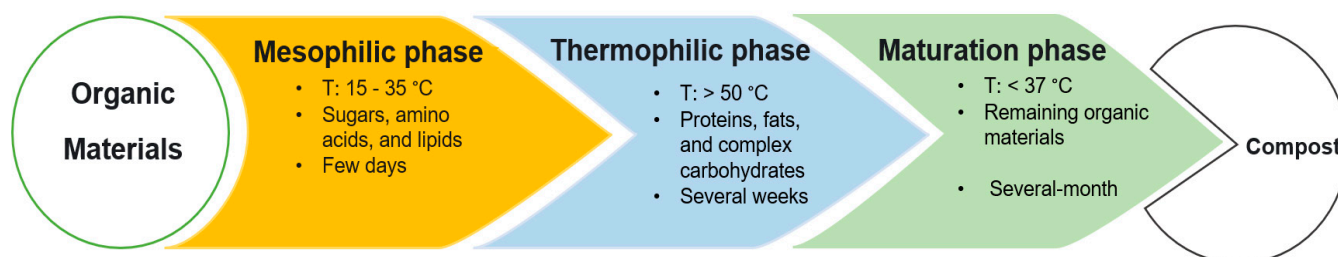 Organic
Materials
Mesophilic phase
• T: 15 - 35 °C
• Sugars, amino
acids, and lipids
• Few days
Thermophilic phase
• T: > 50 °C
• Proteins, fats,
and complex
carbohydrates
• Several weeks
Maturation phase
• T: < 37 °C
• Remaining organic
materials
• Several-month
Compost